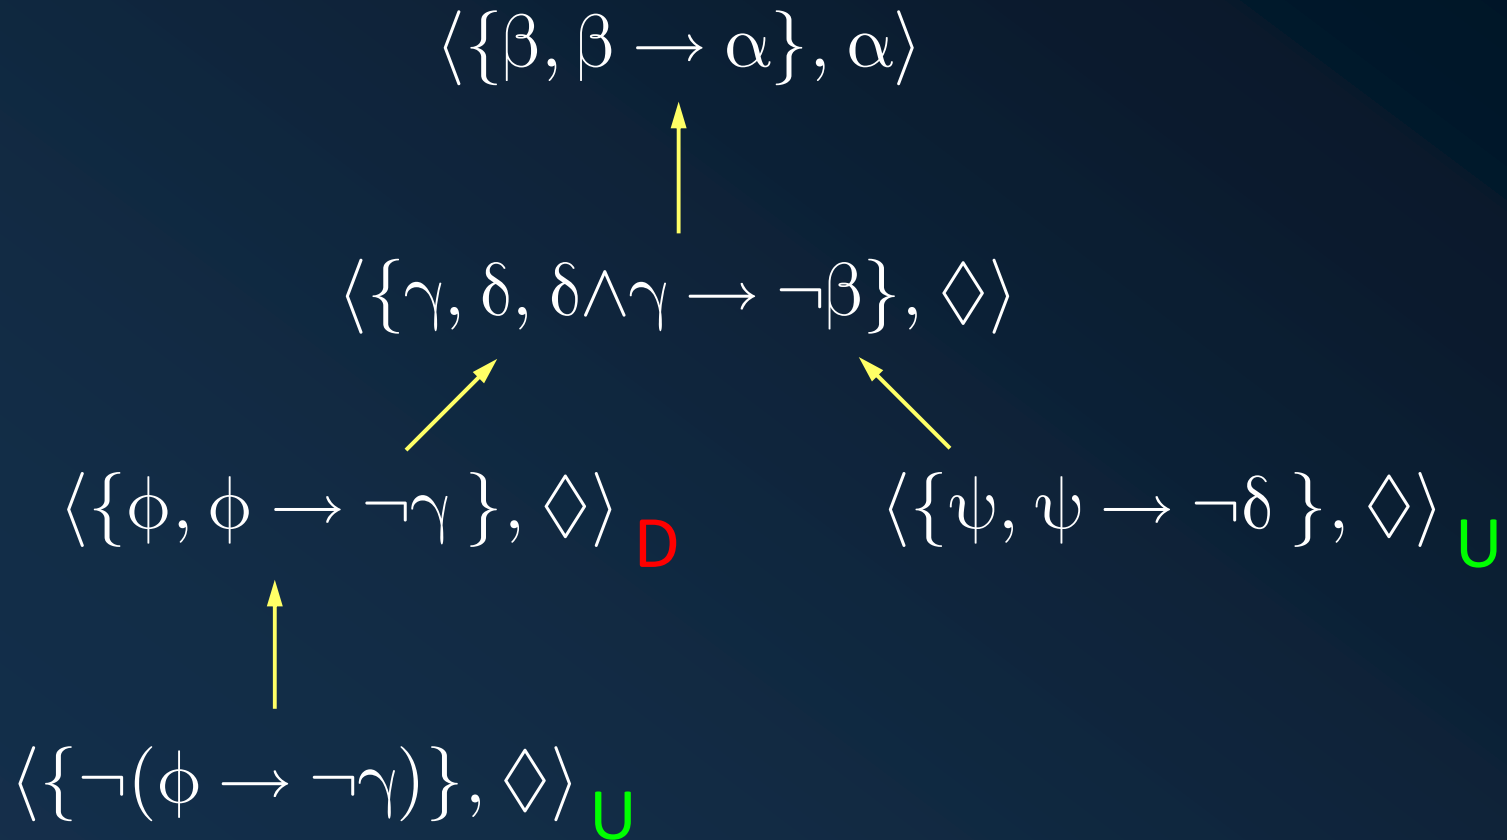 ⟨{β, β → α}, α⟩
⟨{γ, δ, δ∧γ → ¬β}, ◊⟩
⟨{ϕ, ϕ → ¬γ }, ◊⟩ D
⟨{ψ, ψ → ¬δ }, ◊⟩ U
⟨{¬(ϕ → ¬γ)}, ◊⟩ U